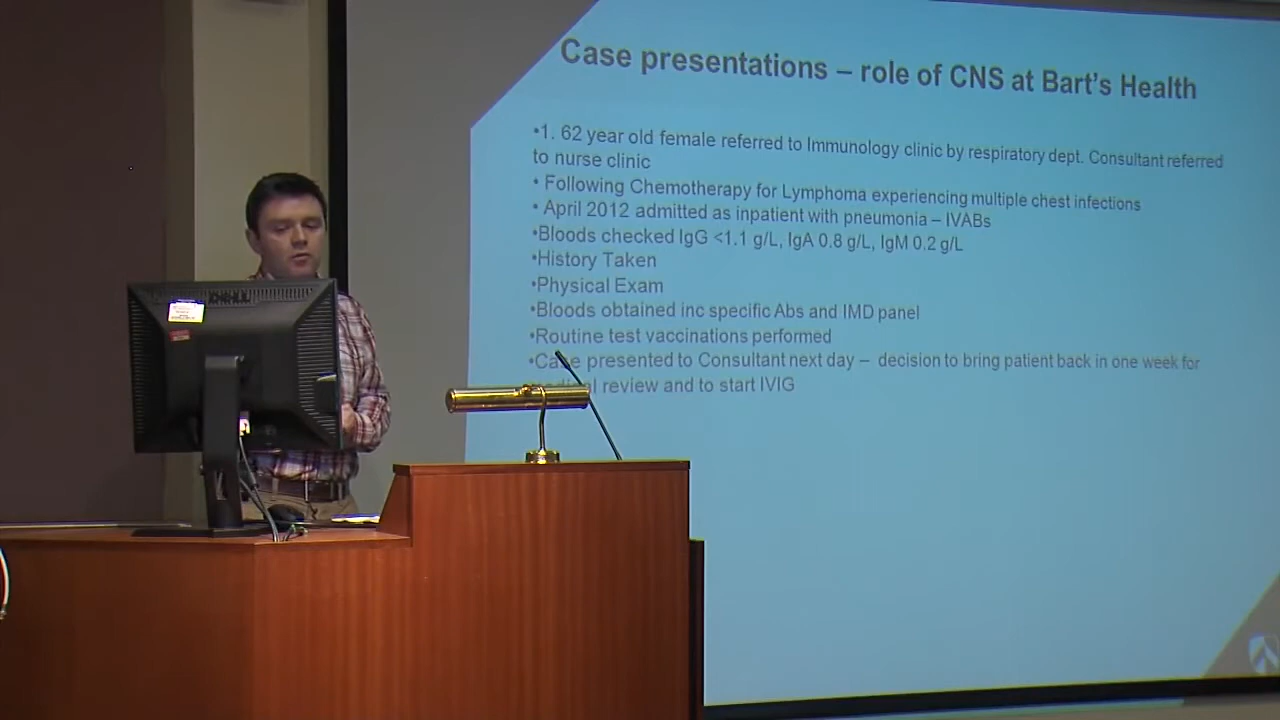 Case presentations – role of CNS at Bart's Health
•1. 62 year old female referred to Immunology clinic by respiratory dept. Consultant referred
to nurse clinic
• Following Chemotherapy for Lymphoma experiencing multiple chest infections
• April 2012 admitted as inpatient with pneumonia – IVABs
•Bloods checked IgG <1.1 g/L, IgA 0.8 g/L, IgM 0.2 g/L
•History Taken
•Physical Exam
•Bloods obtained inc specific Abs and IMD panel
•Routine test vaccinations performed
•Case presented to Consultant next day – decision to bring patient back in one week for
review and to start IVIG